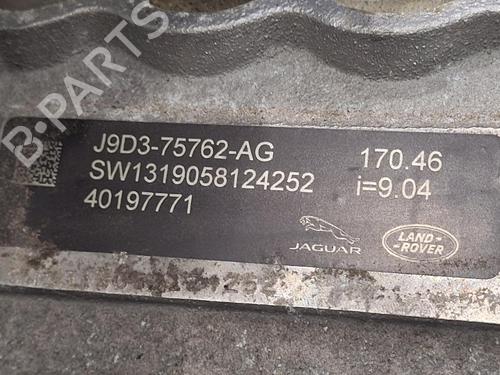 B-PARTS
J9D3-75762-AG 170.46
SW1319058124252 i=9.04
40197771
JAGUAR
LAND-
-ROVER